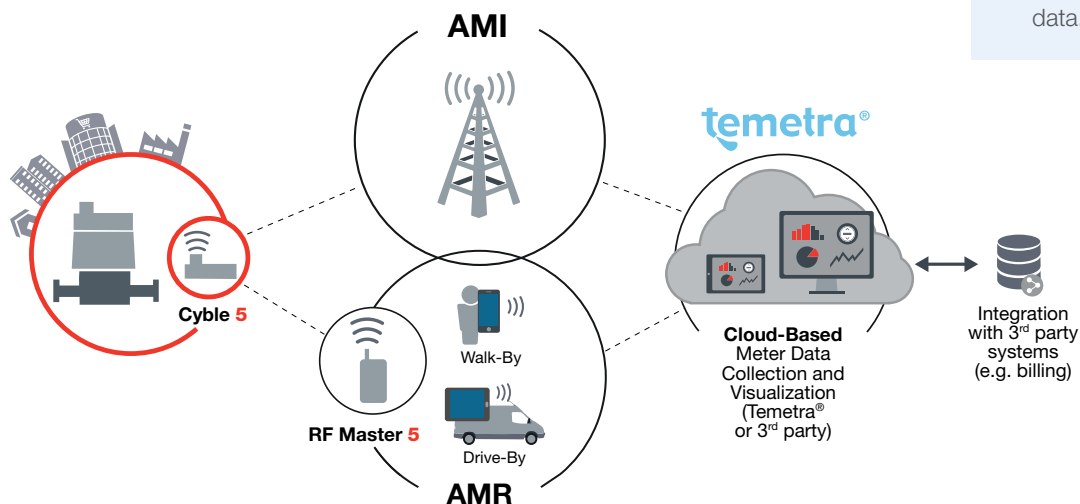 data
AMI
temetra®
Cyble 5
Walk-By
RF Master 5
Drive-By
AMR
Cloud-Based
Meter Data
Collection and
Visualization
(Temetra®
or 3rd party)
Integration
with 3rd party
systems
(e.g. billing)